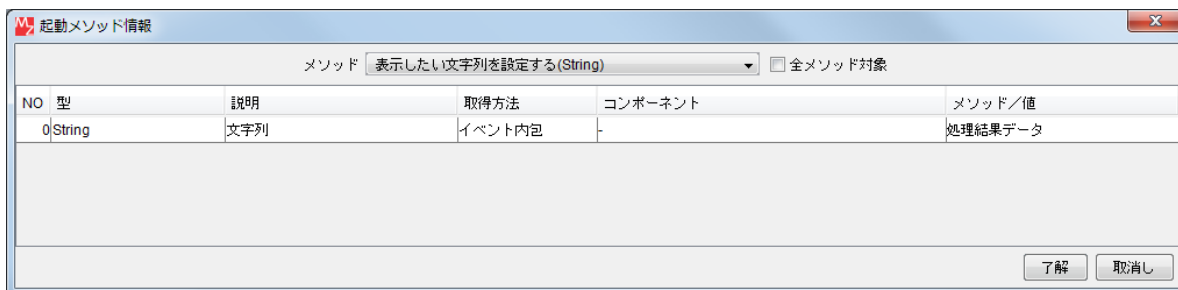 起動メソッド情報
メソッド 表示したい文字列を設定する(String) 全メソッド対象
NO 型 説明 取得方法 コンポーネント メソッド／値
0 String 文字列 イベント内包 - 処理結果データ
了解 取消し